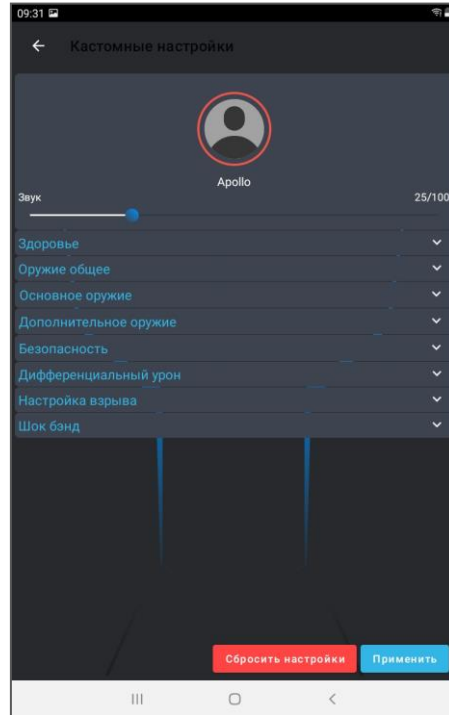 09:31
Кастомные настройки
Apollo
Звук 25/100
Здоровье
Оружие общее
Основное оружие
Дополнительное оружие
Безопасность
Дифференциальный урон
Настройка взрыва
Шок бэнд
Сбросить настройки Применить